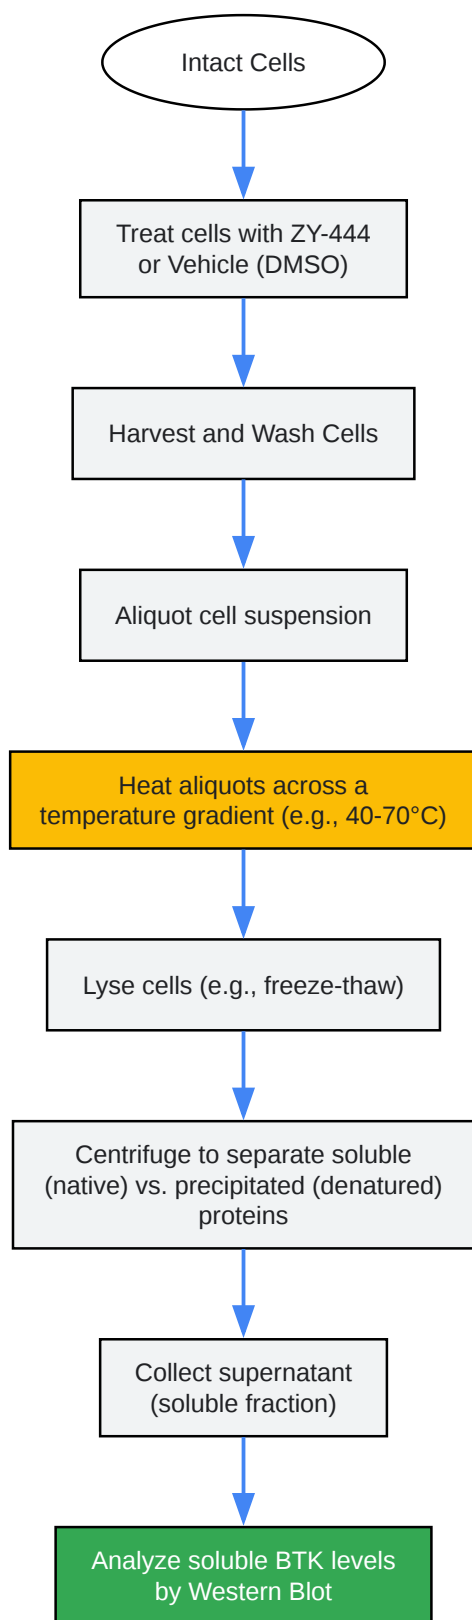 Intact Cells
Treat cells with ZY-444
or Vehicle (DMSO)
Harvest and Wash Cells
Aliquot cell suspension
Heat aliquots across a
temperature gradient (e.g., 40-70°C)
Lyse cells (e.g., freeze-thaw)
Centrifuge to separate soluble
(native) vs. precipitated (denatured)
proteins
Collect supernatant
(soluble fraction)
Analyze soluble BTK levels
by Western Blot